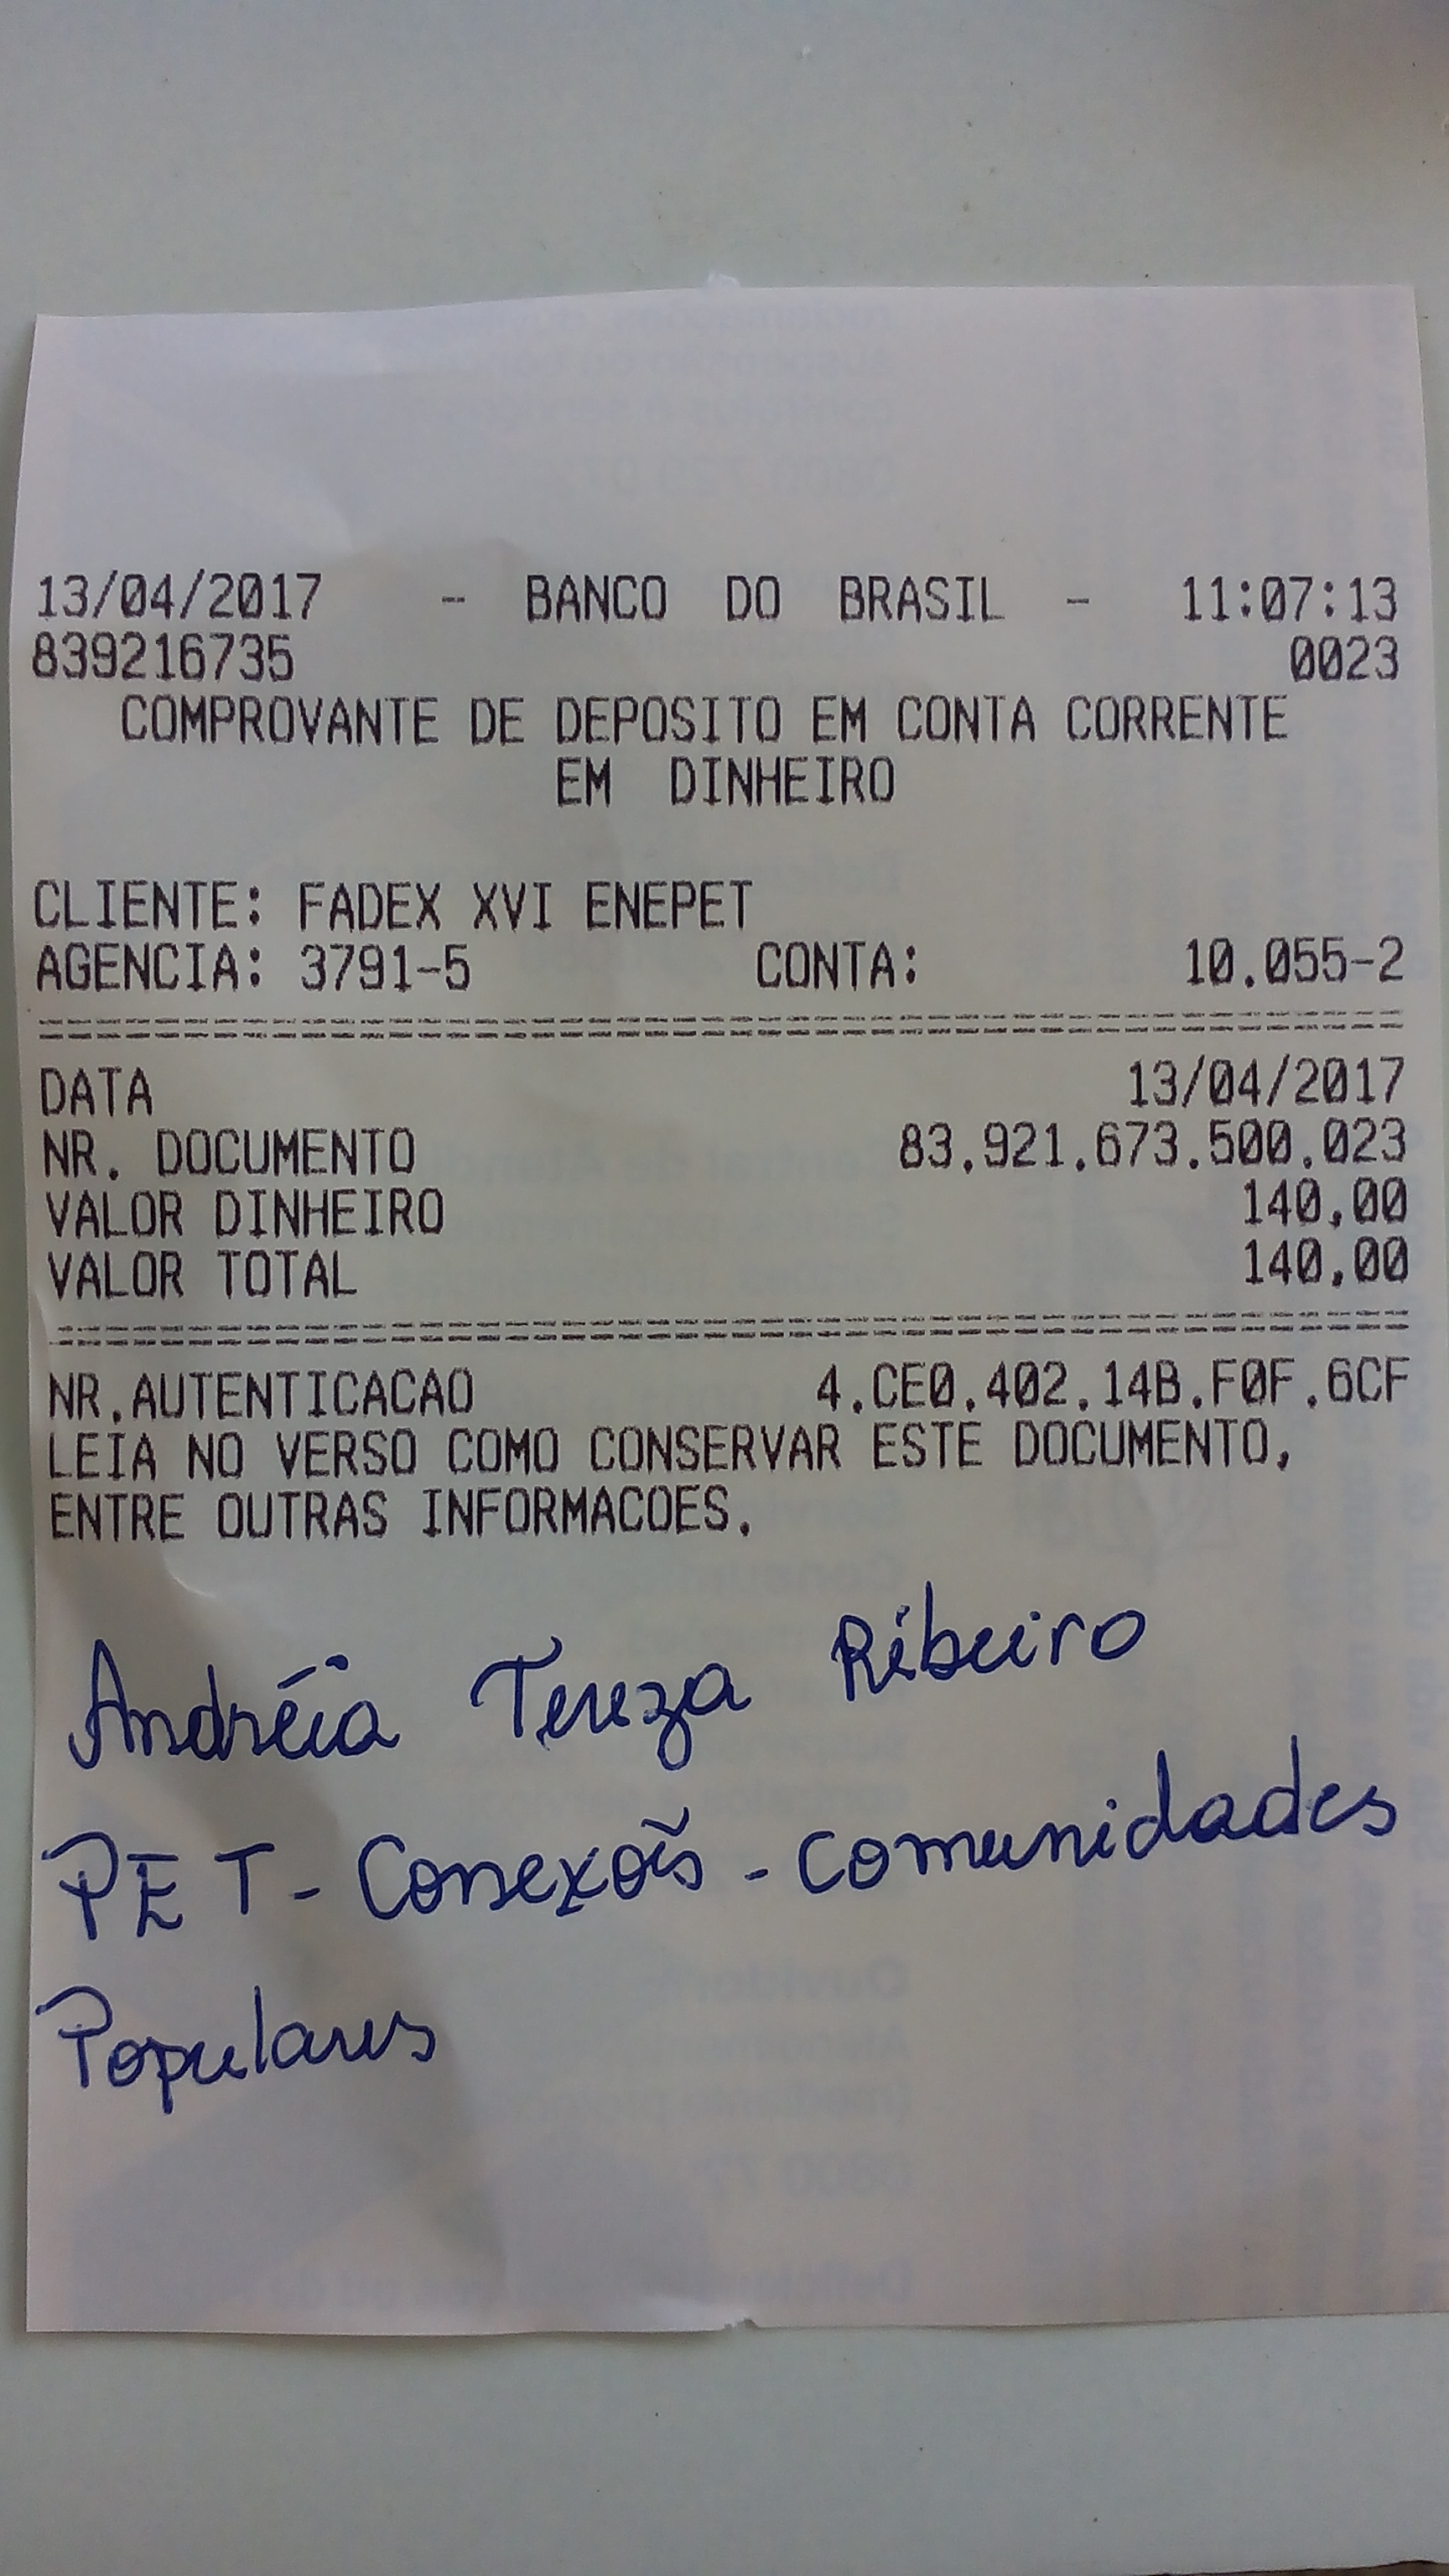 13/04/2017 - BANCO DO BRASIL - 11:07:13
839216735 0023
COMPROVANTE DE DEPOSITO EM CONTA CORRENTE
EM DINHEIRO
CLIENTE: FADEX XVI ENEPET
AGENCIA: 3791-5 CONTA: 10.055-2
DATA 13/04/2017
NR. DOCUMENTO 83.921.673.500.023
VALOR DINHEIRO 140,00
VALOR TOTAL 140,00
NR.AUTENTICACAO 4.CE0.402.14B.F0F.6CF
LEIA NO VERSO COMO CONSERVAR ESTE DOCUMENTO,
ENTRE OUTRAS INFORMACOES.
Andréia Tereza Ribeiro
PET - Conexões - Comunidades
Populares